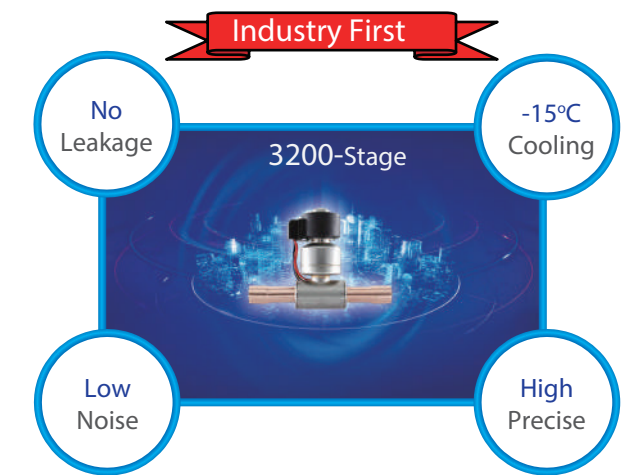 Industry First
No
Leakage
-15°C
Cooling
3200-Stage
Low
Noise
High
Precise